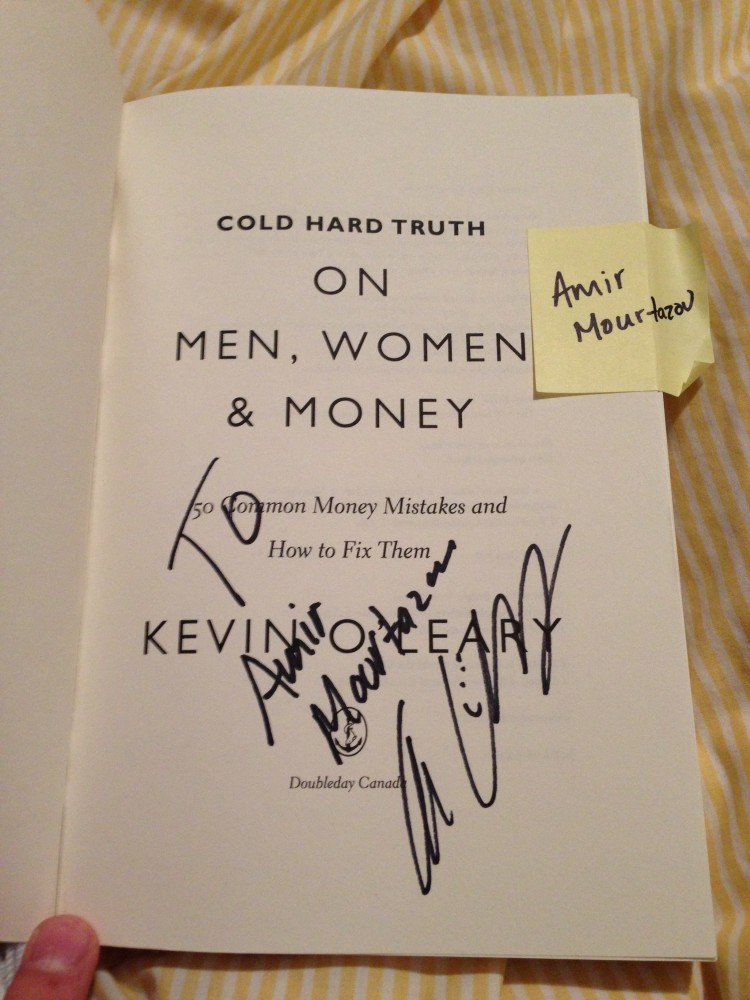 COLD HARD TRUTH
ON
MEN, WOMEN
& MONEY
Amir
Mourtazov
50 Common Money Mistakes and
How to Fix Them
KEVIN O'LEARY
To
Amir
Mourtazov
Doubleday Canada